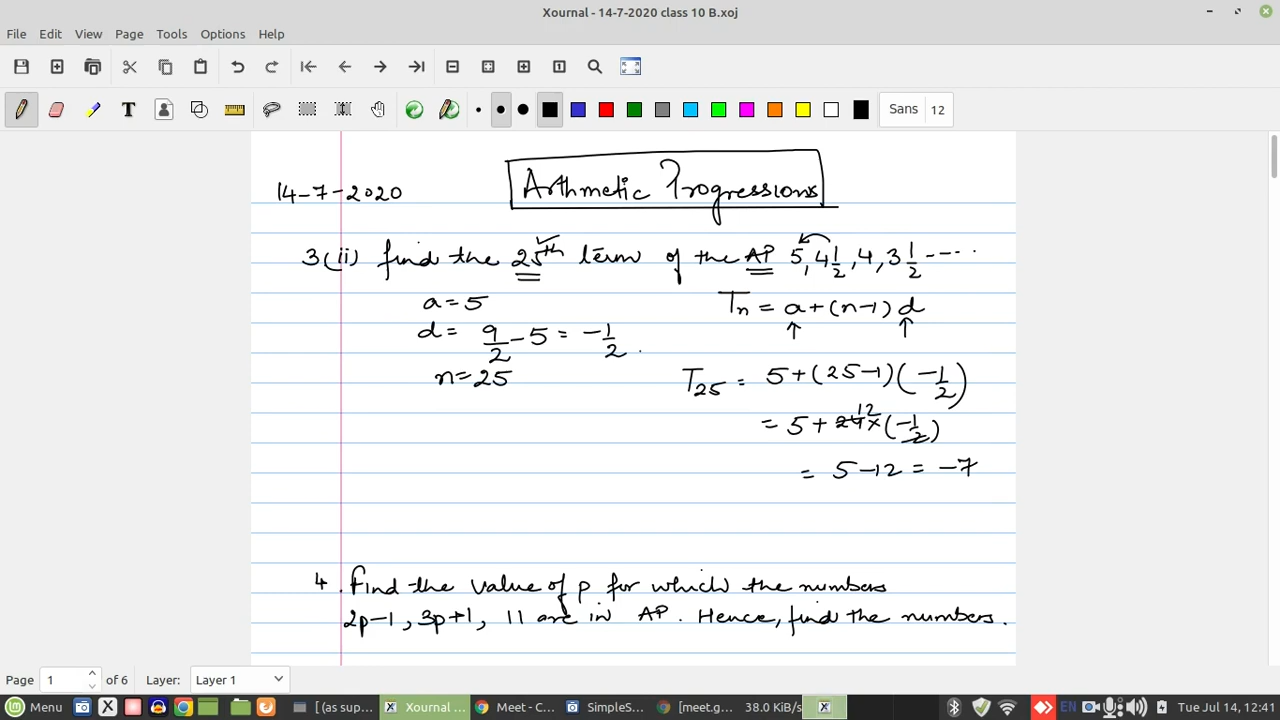 Xournal - 14-7-2020 class 10 B.xoj
File Edit View Page Tools Options Help
Sans 12
14-7-2020 Arthmetic Progressions
3(ii) find the 25th term of the AP 5, 4 1/2, 4, 3 1/2 ----...
a=5 Tn = a+(n-1)d
d= 9/2 - 5 = -1/2
n=25 T25 = 5+(25-1)(-1/2)
= 5+ 24 12 × (-1/2)
= 5-12 = -7
4. Find the value of p for which the numbers
2p-1, 3p+1, 11 are in AP. Hence, find the numbers.
Page 1 of 6 Layer: Layer 1
Menu [(as sup... Xournal ... Meet - C... SimpleS... [meet.g... 38.0 KiB/s EN Tue Jul 14, 12:41